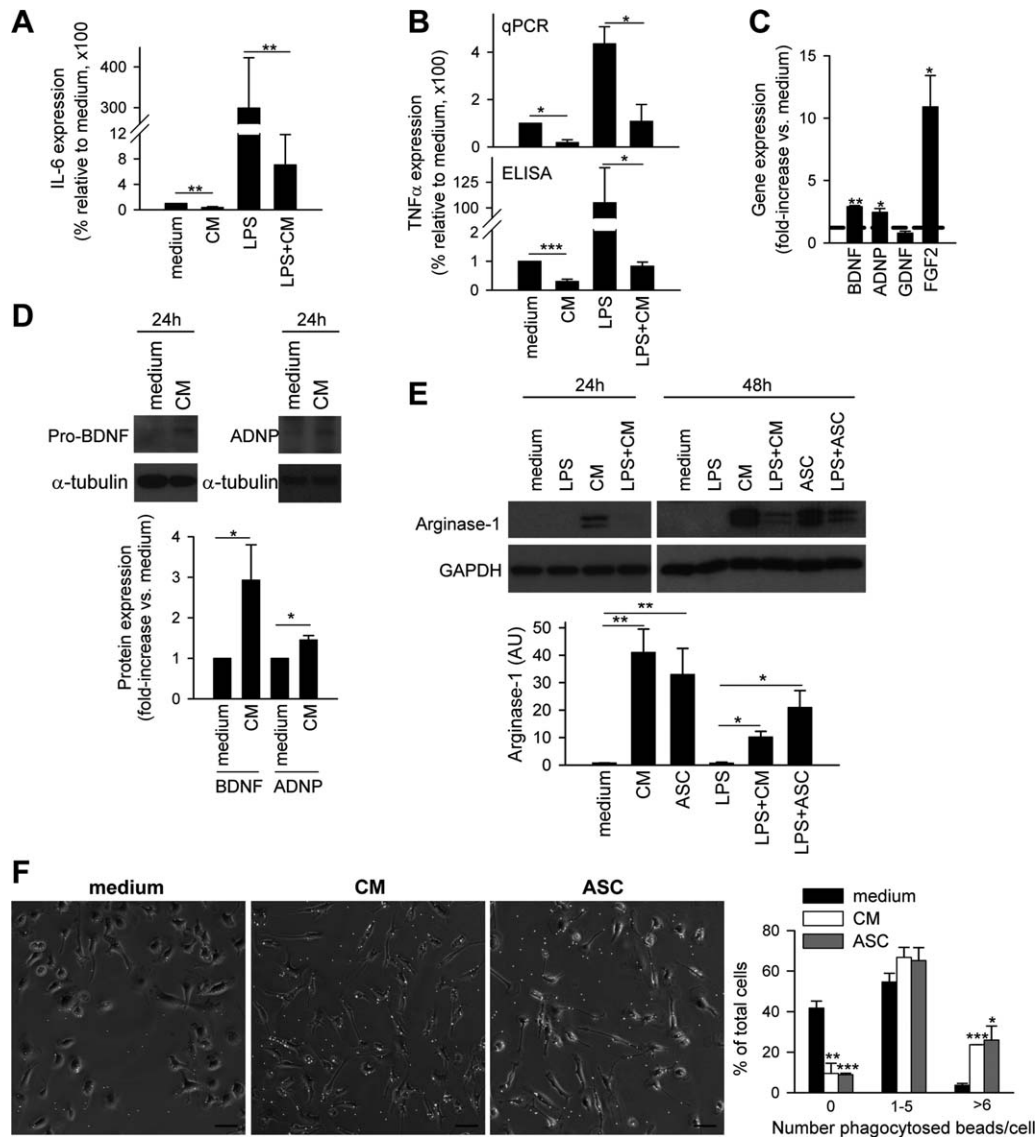 A
IL-6 expression
(% relative to medium, x100)
400
300
200
12
8
4
0
**
**
medium
CM
LPS
LPS+CM
B
qPCR
ELISA
TNFα expression
(% relative to medium, x100)
4
2
0
*
*
125
100
75
2
1
0
***
*
medium
CM
LPS
LPS+CM
C
Gene expression
(fold-increase vs. medium)
15
10
5
0
**
*
*
BDNF
ADNP
GDNF
FGF2
D
24h
24h
medium
CM
medium
CM
Pro-BDNF
ADNP
α-tubulin
α-tubulin
Protein expression
(fold-increase vs. medium)
4
3
2
1
0
*
*
medium
CM
medium
CM
BDNF
ADNP
E
24h
48h
medium
LPS
CM
LPS+CM
medium
LPS
CM
LPS+CM
ASC
LPS+ASC
Arginase-1
GAPDH
Arginase-1 (AU)
50
40
30
20
10
0
**
**
*
*
medium
CM
ASC
LPS
LPS+CM
LPS+ASC
F
medium
CM
ASC
medium
CM
ASC
% of total cells
80
60
40
20
0
**
***
***
*
0
1-5
>6
Number phagocytosed beads/cell